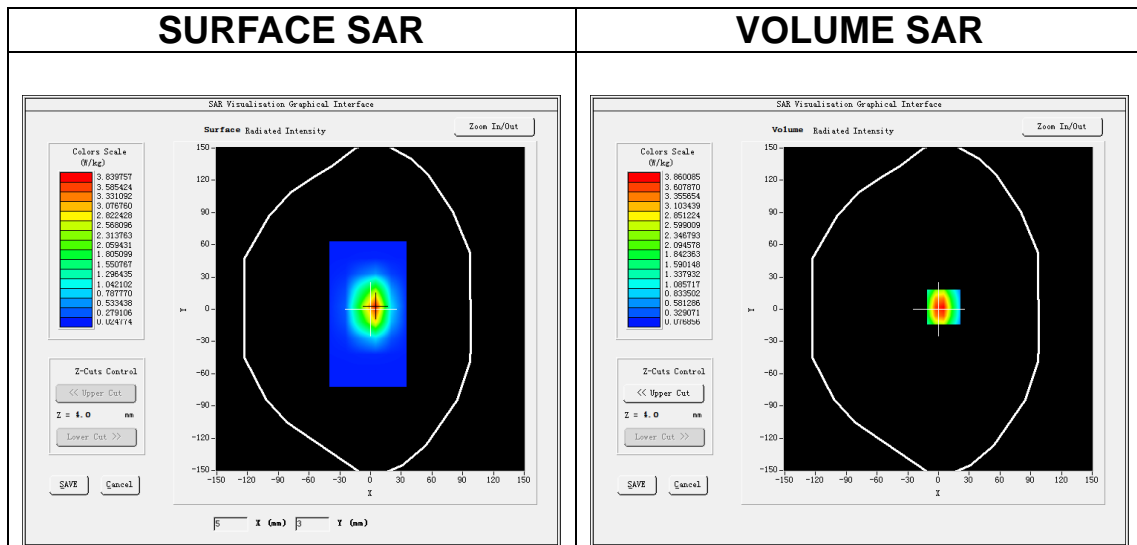 SURFACE SAR
SAR Visualisation Graphical Interface
Surface Radiated Intensity
Zoom In/Out
Colors Scale
(W/kg)
3.839757
3.585424
3.331092
3.076760
2.822428
2.568096
2.313763
2.059431
1.805099
1.550767
1.296435
1.042102
0.787770
0.533438
0.279106
0.024774
Z-Cuts Control
<< Upper Cut
Z = 4.0 mm
Lower Cut >>
SAVE Cancel
150
120
90
60
30
0
-30
-60
-90
-120
-150
Y
-150 -120 -90 -60 -30 0 30 60 90 120 150
X
5 X (mm) 3 Y (mm)
VOLUME SAR
SAR Visualisation Graphical Interface
Volume Radiated Intensity
Zoom In/Out
Colors Scale
(W/kg)
3.860085
3.607870
3.355654
3.103439
2.851224
2.599009
2.346793
2.094578
1.842363
1.590148
1.337932
1.085717
0.833502
0.581286
0.329071
0.076856
Z-Cuts Control
<< Upper Cut
Z = 4.0 mm
Lower Cut >>
SAVE Cancel
150
120
90
60
30
0
-30
-60
-90
-120
-150
Y
-150 -120 -90 -60 -30 0 30 60 90 120 150
X